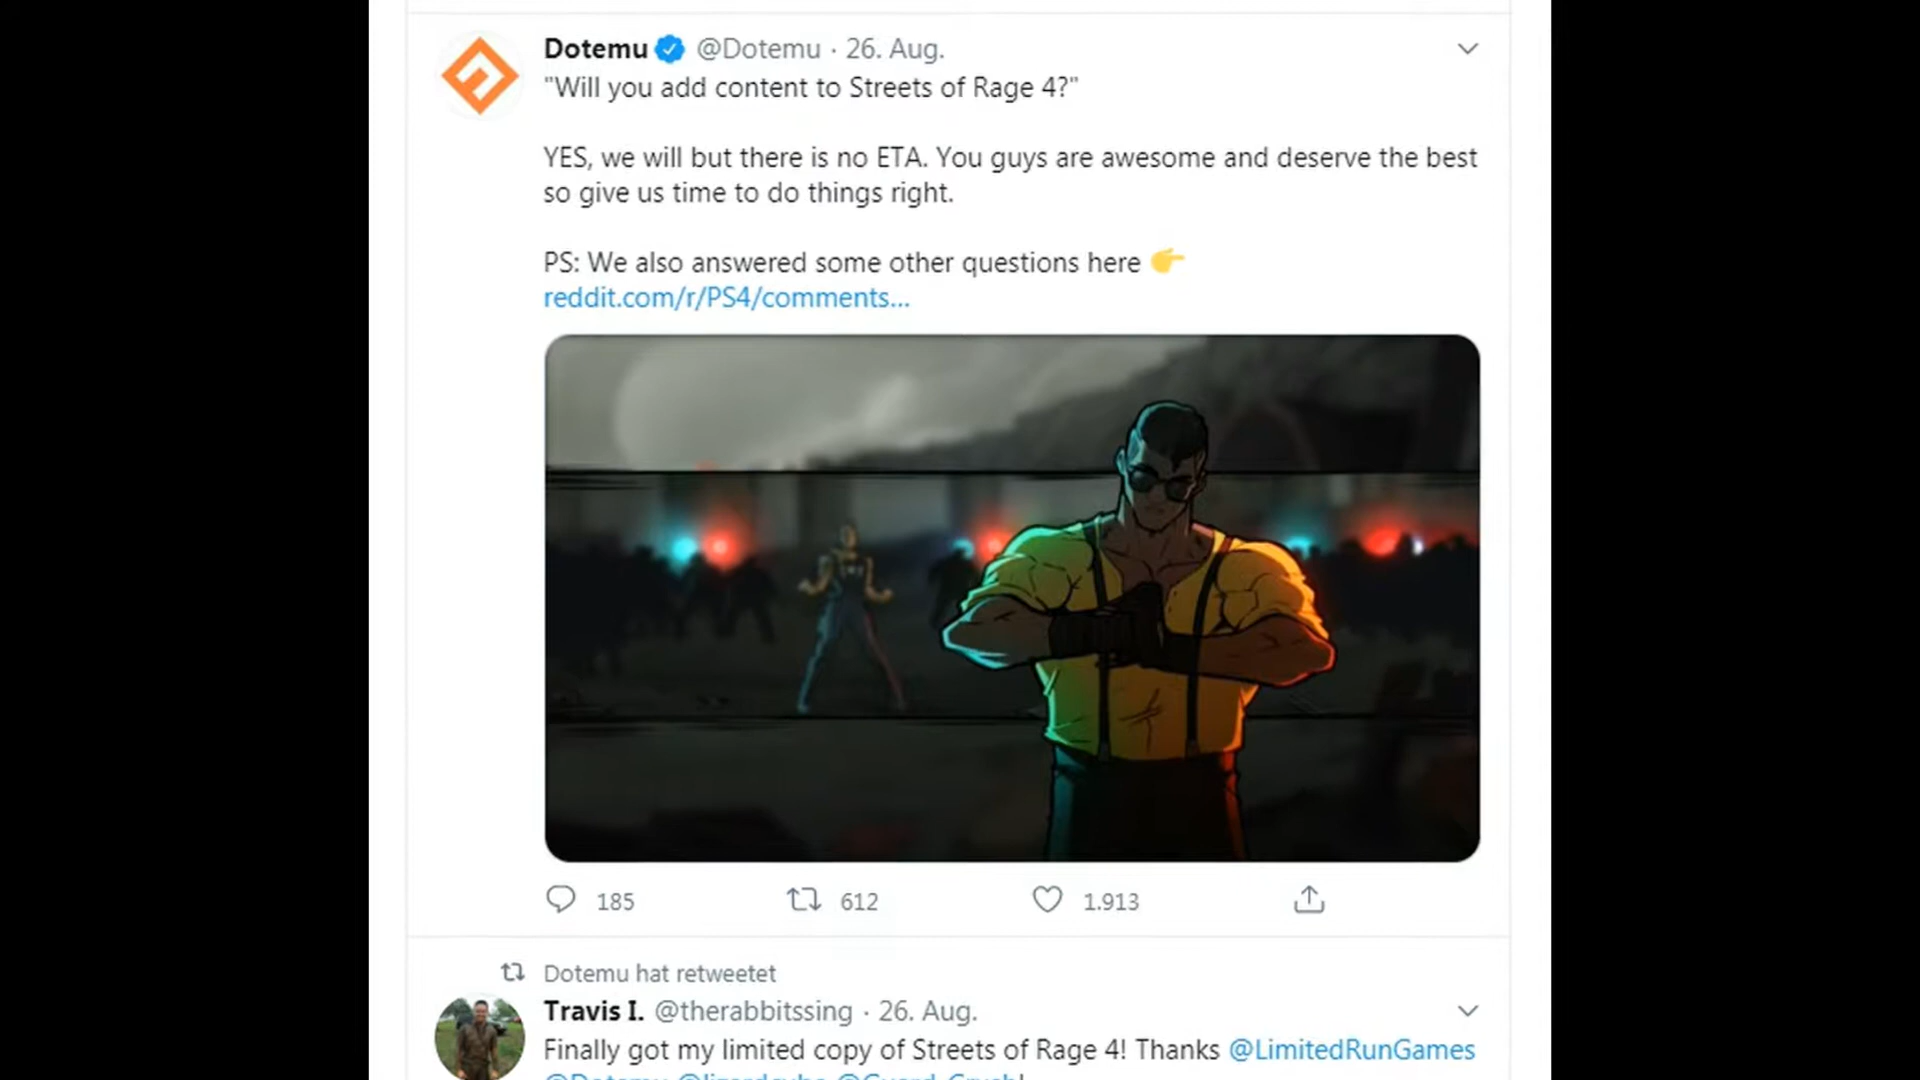 Dotemu @Dotemu · 26. Aug.
"Will you add content to Streets of Rage 4?"
YES, we will but there is no ETA. You guys are awesome and deserve the best
so give us time to do things right.
PS: We also answered some other questions here 👉
reddit.com/r/PS4/comments...
185 612 1.913
Dotemu hat retweetet
Travis I. @therabbitssing · 26. Aug.
Finally got my limited copy of Streets of Rage 4! Thanks @LimitedRunGames
@Dotemu @lizardcube @Guard_Crush!